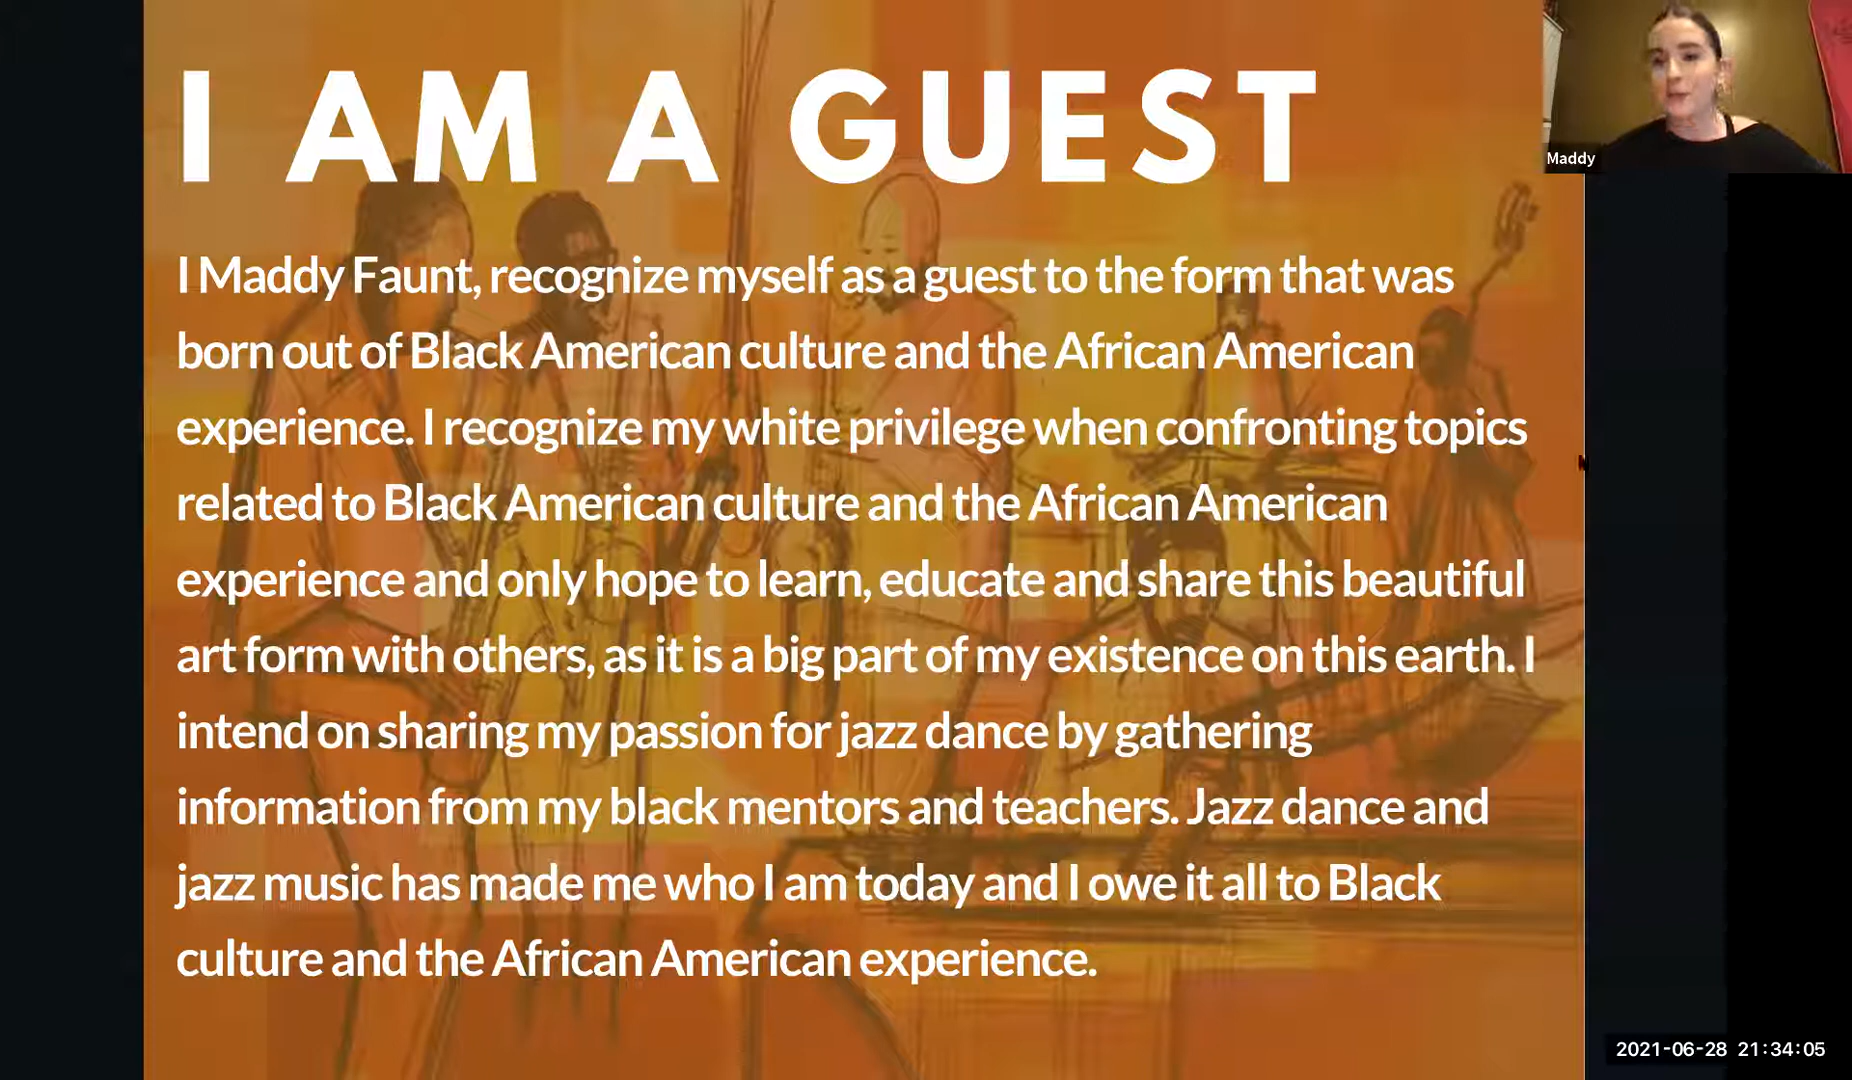 I AM A GUEST
I Maddy Faunt, recognize myself as a guest to the form that was
born out of Black American culture and the African American
experience. I recognize my white privilege when confronting topics
related to Black American culture and the African American
experience and only hope to learn, educate and share this beautiful
art form with others, as it is a big part of my existence on this earth. I
intend on sharing my passion for jazz dance by gathering
information from my black mentors and teachers. Jazz dance and
jazz music has made me who I am today and I owe it all to Black
culture and the African American experience.
Maddy
2021-06-28 21:34:05